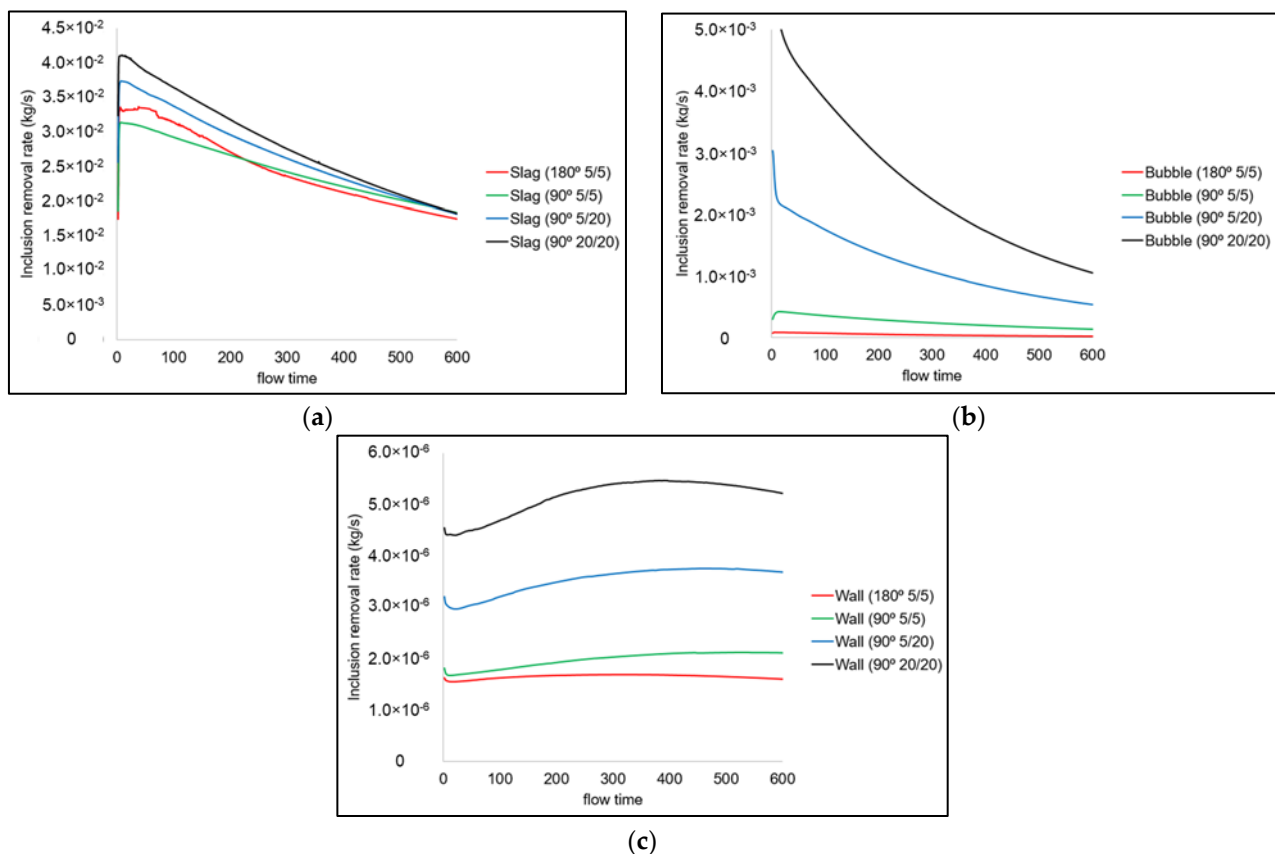 4.5×10⁻²
4.0×10⁻²
3.5×10⁻²
3.0×10⁻²
2.5×10⁻²
2.0×10⁻²
1.5×10⁻²
1.0×10⁻²
5.0×10⁻³
0
Inclusion removal rate (kg/s)
0 100 200 300 400 500 600
flow time
Slag (180º 5/5)
Slag (90º 5/5)
Slag (90º 5/20)
Slag (90º 20/20)
(a)
5.0×10⁻³
4.0×10⁻³
3.0×10⁻³
2.0×10⁻³
1.0×10⁻³
0
Inclusion removal rate (kg/s)
0 100 200 300 400 500 600
flow time
Bubble (180º 5/5)
Bubble (90º 5/5)
Bubble (90º 5/20)
Bubble (90º 20/20)
(b)
6.0×10⁻⁶
5.0×10⁻⁶
4.0×10⁻⁶
3.0×10⁻⁶
2.0×10⁻⁶
1.0×10⁻⁶
0
Inclusion removal rate (kg/s)
0 100 200 300 400 500 600
flow time
Wall (180º 5/5)
Wall (90º 5/5)
Wall (90º 5/20)
Wall (90º 20/20)
(c)